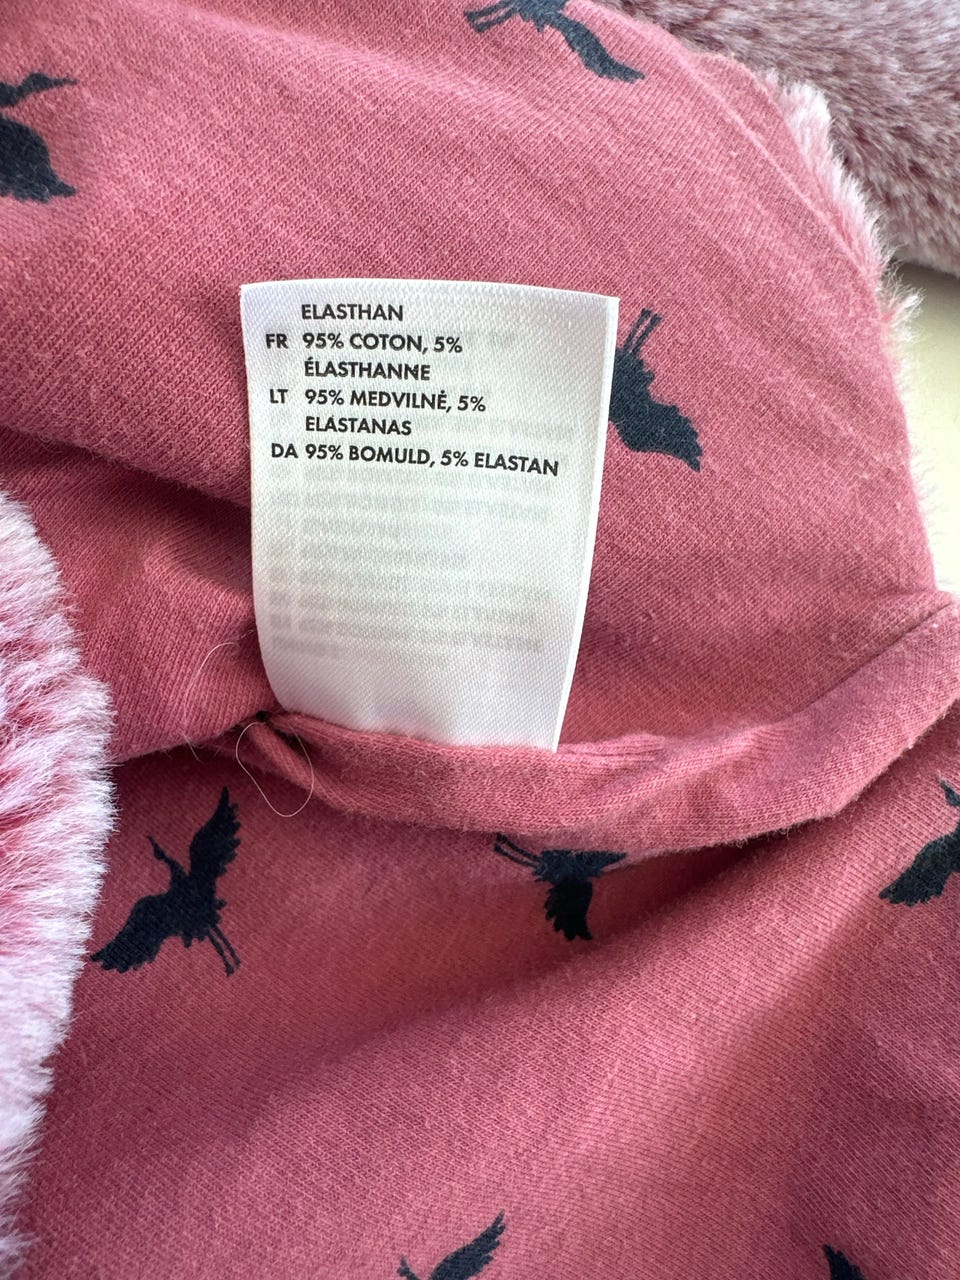 ELASTHAN
FR 95% COTON, 5%
ÉLASTHANNE
LT 95% MEDVILNĖ, 5%
ELASTANAS
DA 95% BOMULD, 5% ELASTAN